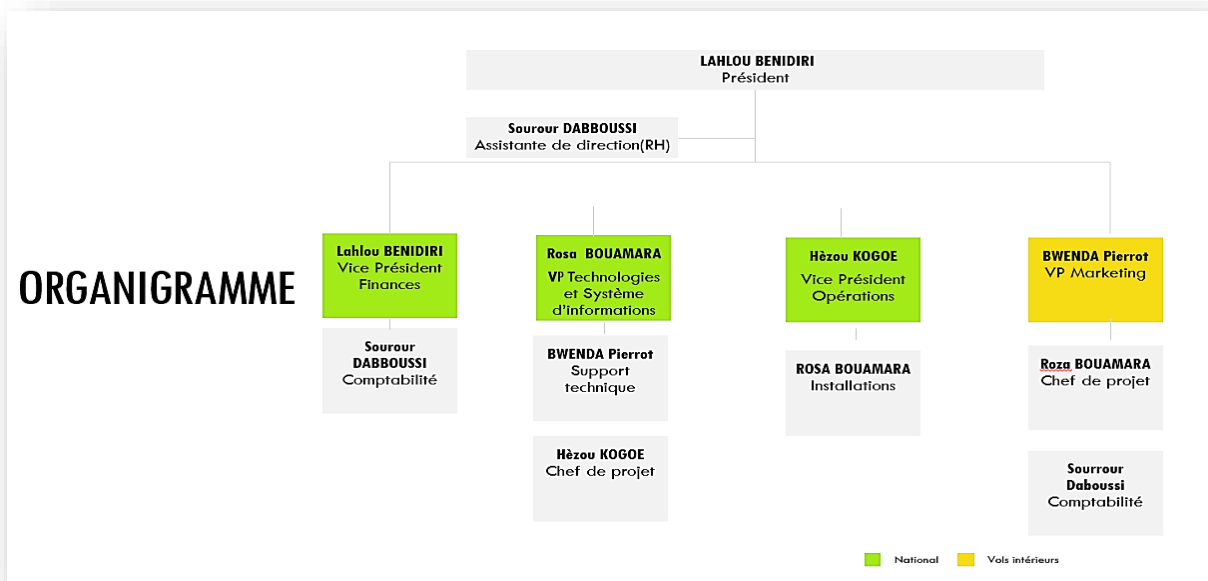 LAHLOU BENIDIRI
Président
Sourour DABBOUSSI
Assistante de direction(RH)
ORGANIGRAMME
Lahlou BENIDIRI
Vice Président
Finances
Sourour
DABBOUSSI
Comptabilité
Rosa BOUAMARA
VP Technologies
et Système
d'informations
BWENDA Pierrot
Support
technique
Hèzou KOGOE
Chef de projet
Hèzou KOGOE
Vice Président
Opérations
ROSA BOUAMARA
Installations
BWENDA Pierrot
VP Marketing
Roza BOUAMARA
Chef de projet
Sourrour
Daboussi
Comptabilité
National
Vols intérieurs